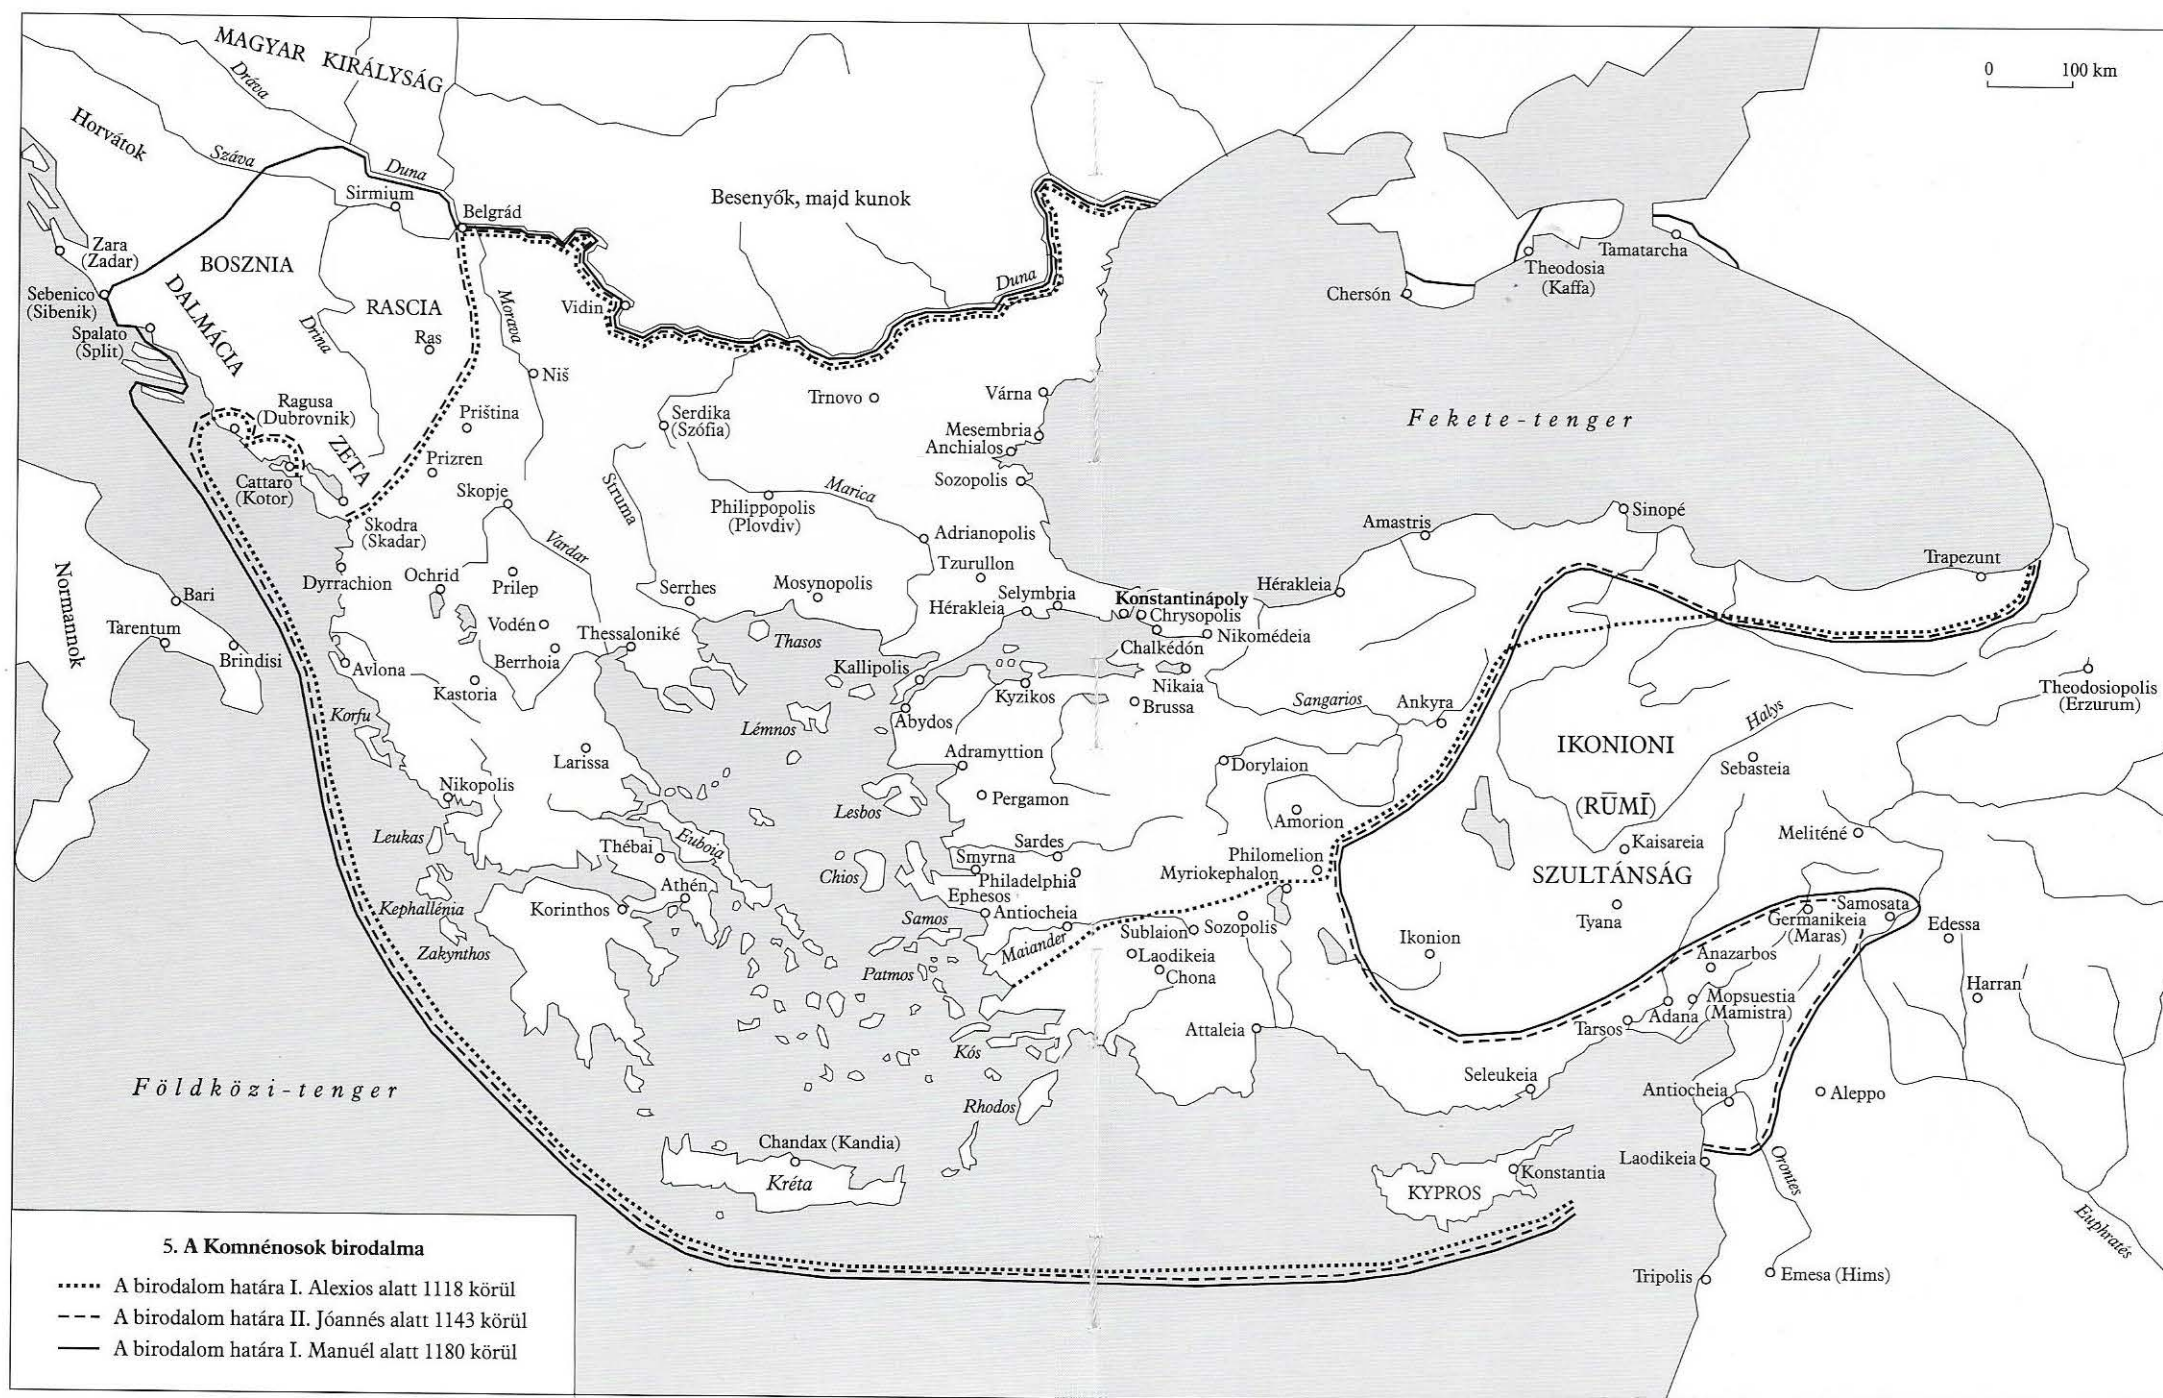 MAGYAR KIRÁLYSÁG
Dráva
Horvátok
Száva
Duna
Sirmium
Belgrád
Besenyők, majd kunok
0 100 km
Zara
(Zadar)
BOSZNIA
DALMÁCIA
Sebenico
(Sibenik)
Spalato
(Split)
Drina
RASCIA
Ras
Morava
Vidin
Duna
Niš
Chersón
Theodosia
(Kaffa)
Tamatarcha
Ragusa
(Dubrovnik)
ZETA
Priština
Prizren
Cattaro
(Kotor)
Skopje
Skodra
(Skadar)
Serdika
(Szófia)
Trnovo
Várna
Mesembria
Anchialos
Sozopolis
Fekete-tenger
Struma
Marica
Philippopolis
(Plovdiv)
Adrianopolis
Vardar
Dyrrachion
Ochrid
Prilep
Serrhes
Mosynopolis
Tzurullon
Selymbria
Hérakleia
Konstantinápoly
Chrysopolis
Chalkédón
Nikomédeia
Hérakleia
Amastris
Sinopé
Trapezunt
Normannok
Bari
Tarentum
Brindisi
Avlona
Vodén
Berrhoia
Thessaloniké
Kastoria
Thasos
Kallipolis
Kyzikos
Nikaia
Brussa
Sangarios
Ankyra
Halys
Theodosiopolis
(Erzurum)
Korfu
Larissa
Lémnos
Abydos
Adramyttion
Dorylaion
IKONIONI
(RŪMĪ)
SZULTÁNSÁG
Sebasteia
Nikopolis
Pergamon
Amorion
Lesbos
Leukas
Thébai
Euboia
Sardes
Smyrna
Philadelphia
Ephesos
Philomelion
Myriokephalon
Kaisareia
Meliténé
Chios
Athén
Kephallénia
Korinthos
Samos
Antiocheia
Sublaion
Sozopolis
Maiander
Laodikeia
Chona
Ikonion
Tyana
Germanikeia
(Maras)
Samosata
Edessa
Zakynthos
Patmos
Anazarbos
Mopsuestia
(Mamistra)
Adana
Tarsos
Harran
Attaleia
Kós
Seleukeia
Antiocheia
Aleppo
Földközi-tenger
Rhodos
Chandax (Kandia)
Kréta
KYPROS
Konstantia
Laodikeia
Orontes
Euphratés
Tripolis
Emesa (Hims)
5. A Komnénosok birodalma
A birodalom határa I. Alexios alatt 1118 körül
A birodalom határa II. Jóannés alatt 1143 körül
A birodalom határa I. Manuél alatt 1180 körül